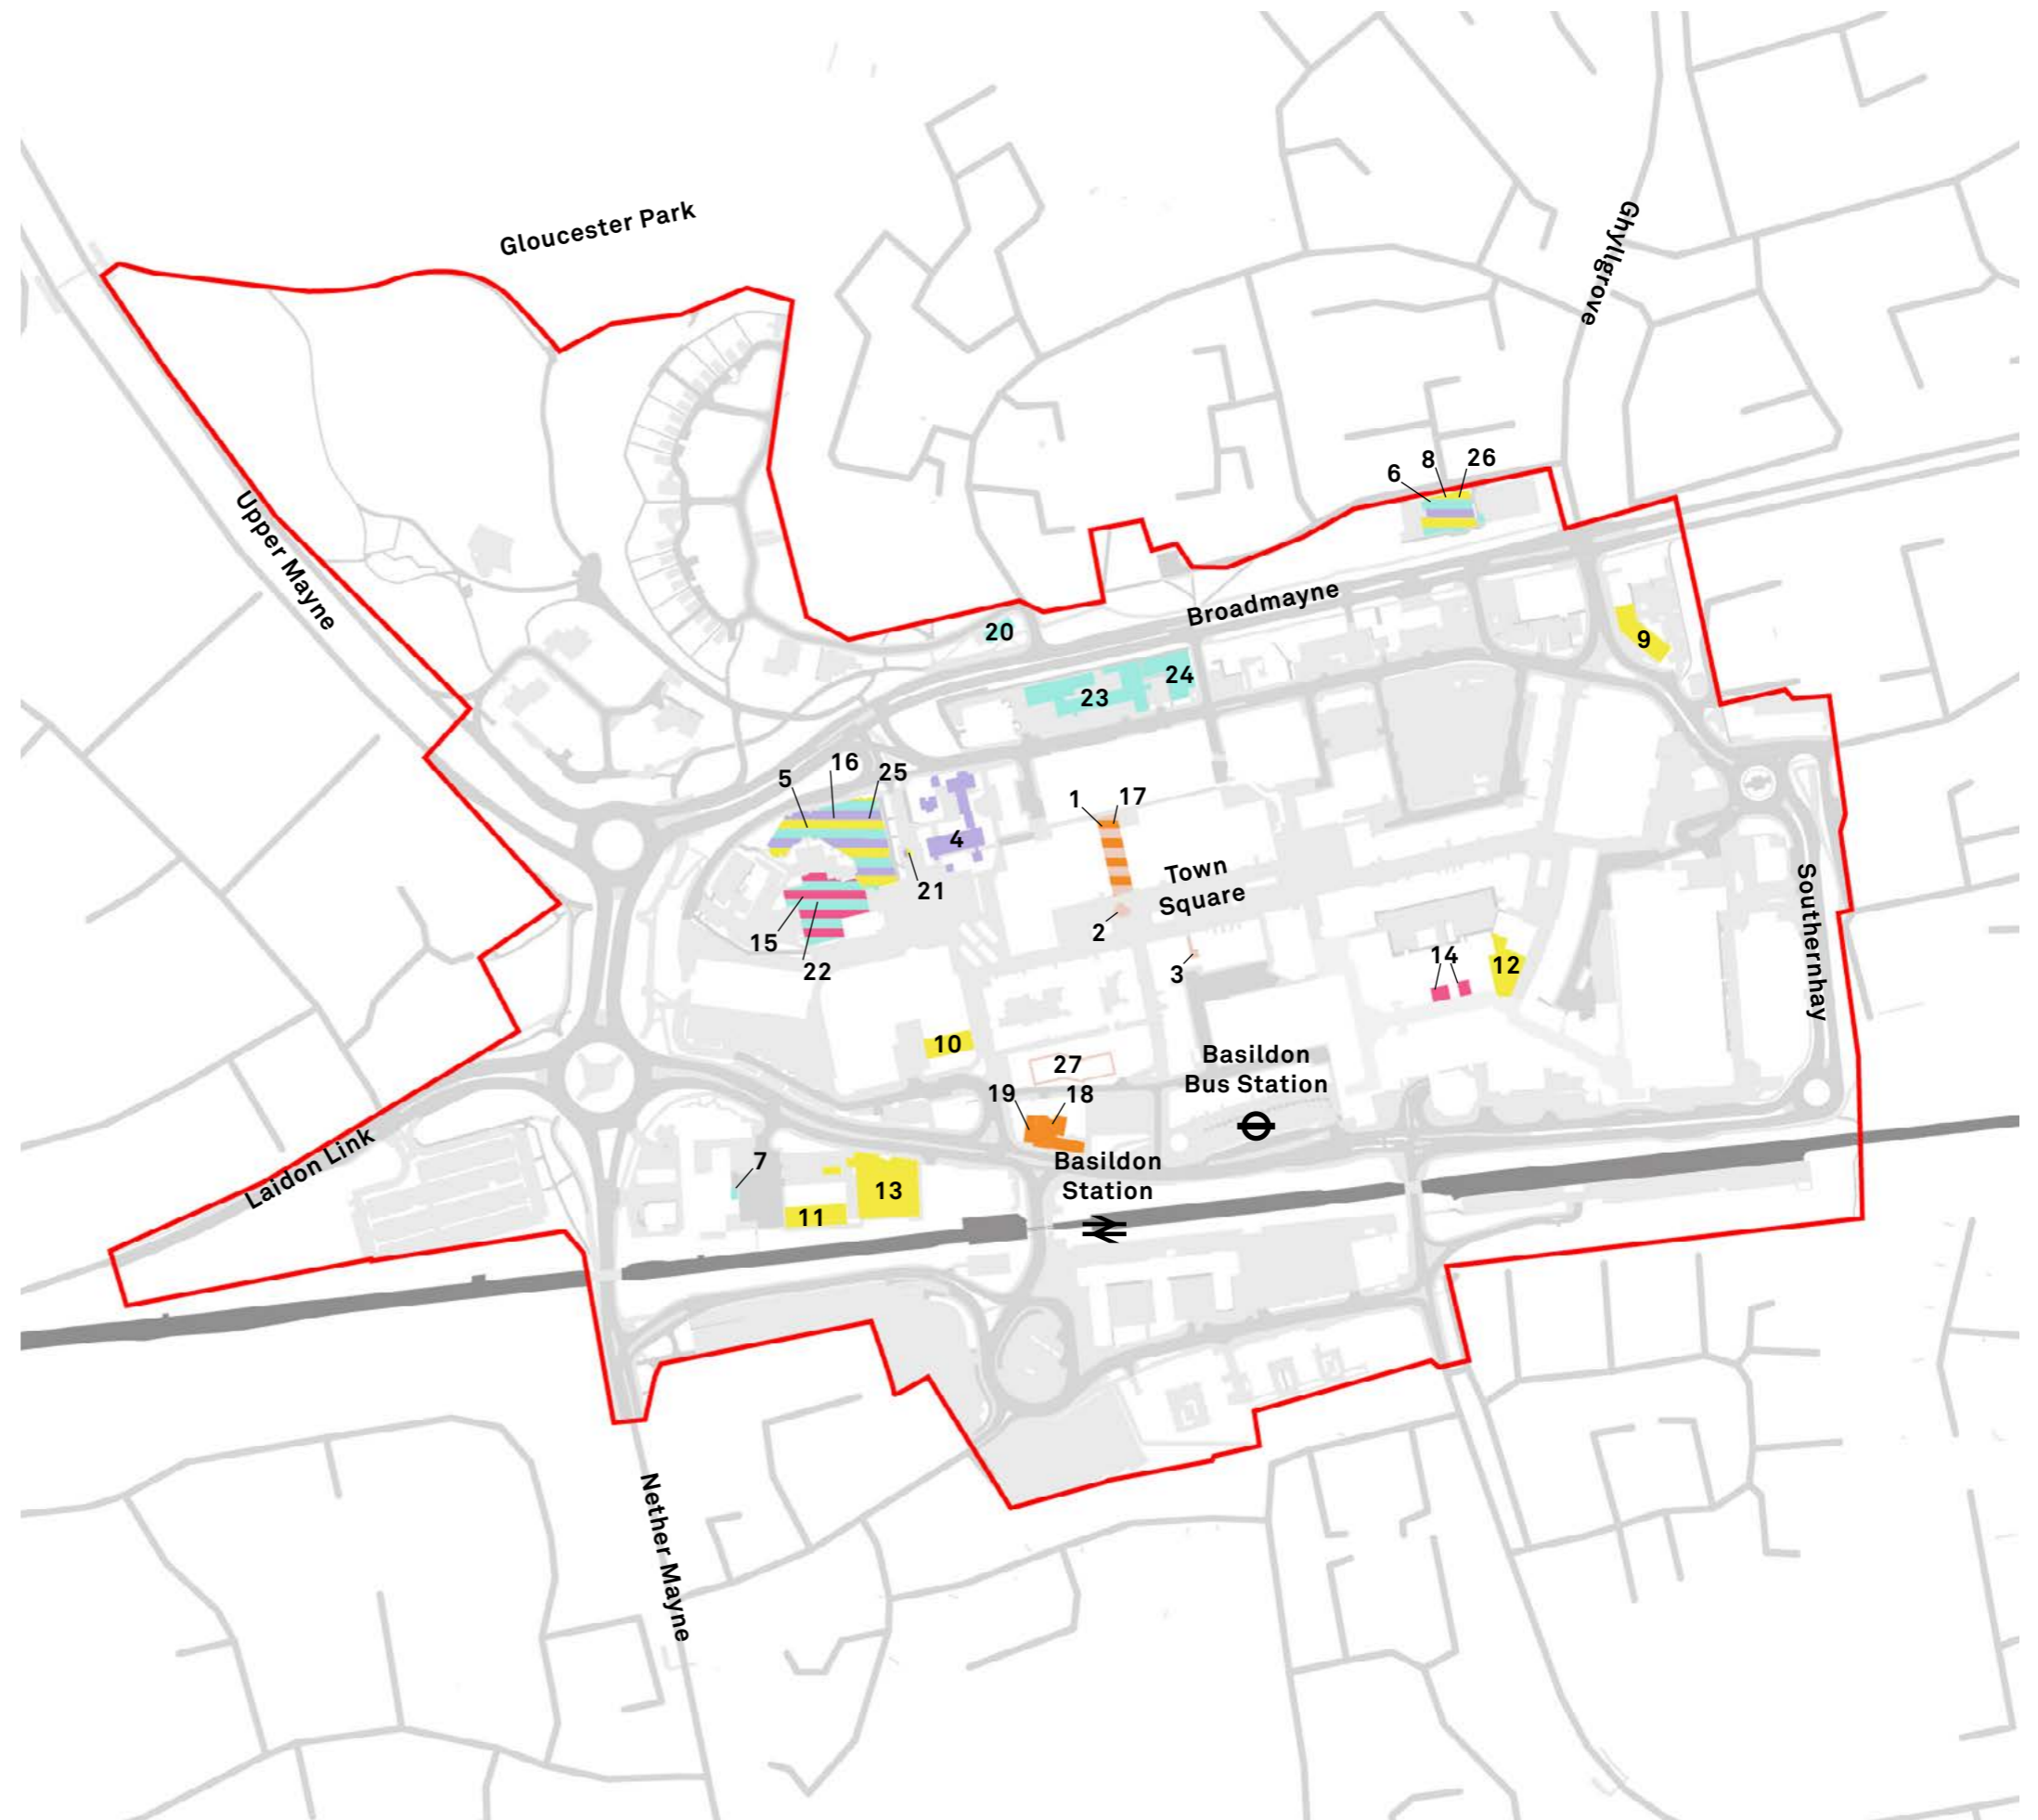 Gloucester Park
Ghyllgrove
6
8
26
Upper Mayne
Broadmayne
20
9
24
23
5
16
25
1
17
4
Town
Square
21
2
15
22
3
14
12
Southernhay
10
27
Basildon
Bus Station
19
18
Laidon Link
7
13
11
Basildon
Station
Nether Mayne